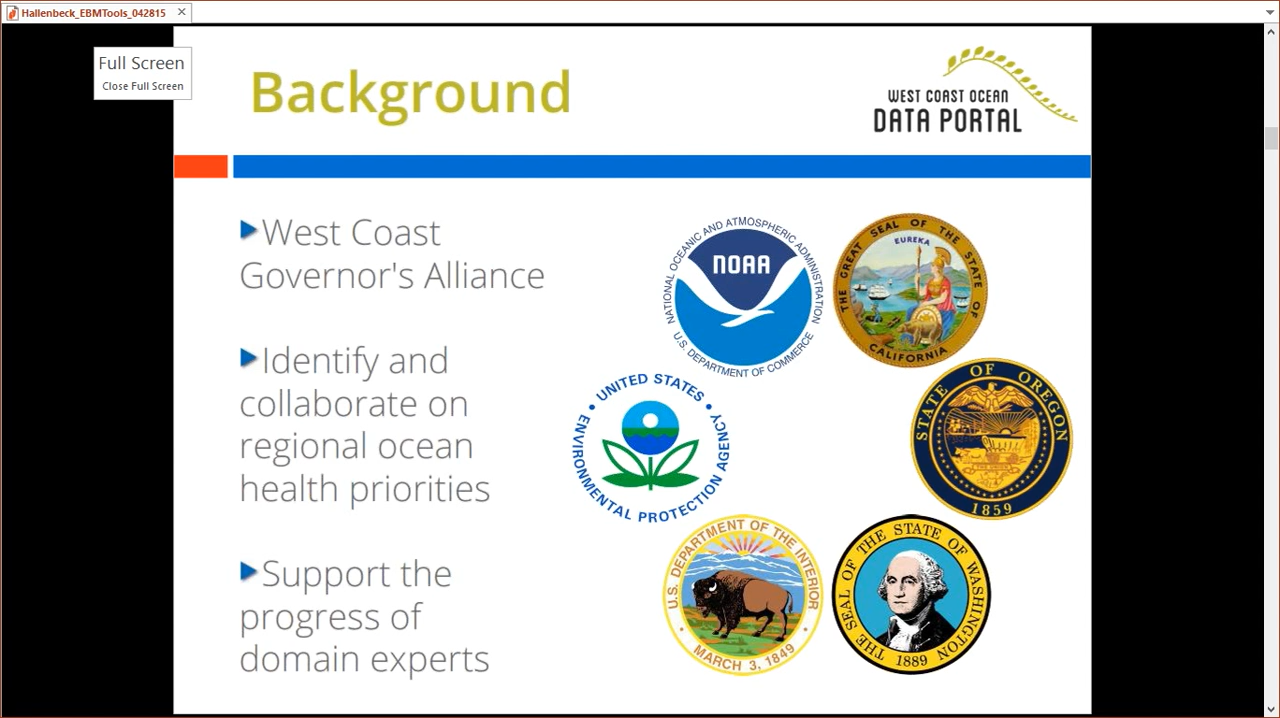 Hallenbeck_EBMTools_042815
Full Screen
Close Full Screen
Background
WEST COAST OCEAN
DATA PORTAL
West Coast
Governor's Alliance
Identify and
collaborate on
regional ocean
health priorities
Support the
progress of
domain experts
NATIONAL OCEANIC AND ATMOSPHERIC ADMINISTRATION
NOAA
U.S. DEPARTMENT OF COMMERCE
THE GREAT SEAL OF THE STATE OF
EUREKA
CALIFORNIA
UNITED STATES
ENVIRONMENTAL PROTECTION AGENCY
STATE OF OREGON
THE UNION
1859
U.S. DEPARTMENT OF THE INTERIOR
MARCH 3, 1849
THE SEAL OF THE STATE OF WASHINGTON
1889